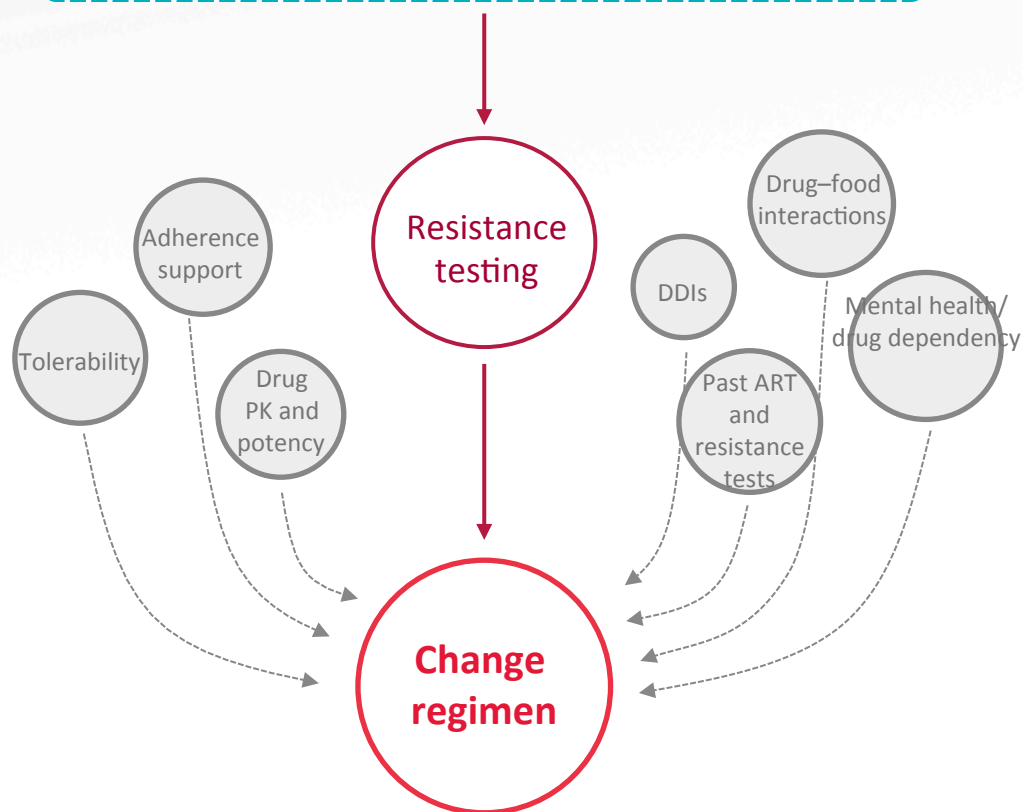 Resistance
testing
Adherence
support
Tolerability
Drug
PK and
potency
Drug–food
interactions
DDIs
Mental health/
drug dependency
Past ART
and
resistance
tests
Change
regimen